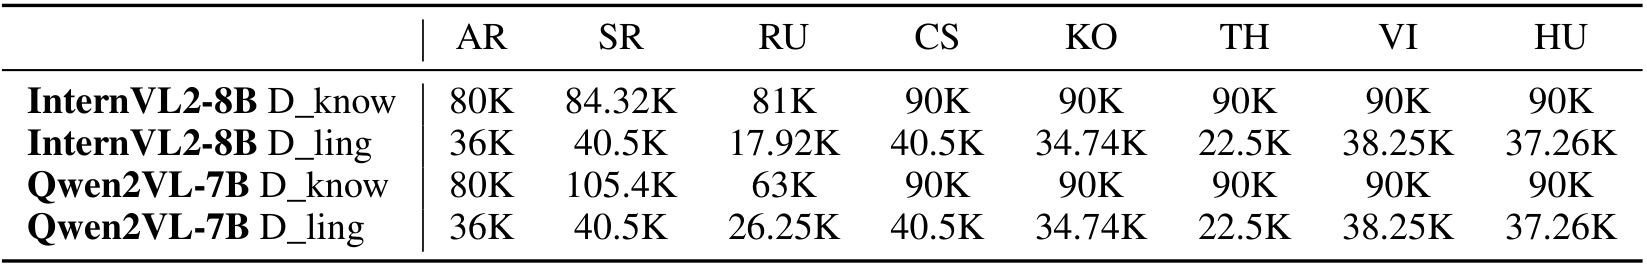 AR SR RU CS KO TH VI HU
InternVL2-8B D_know 80K 84.32K 81K 90K 90K 90K 90K 90K
InternVL2-8B D_ling 36K 40.5K 17.92K 40.5K 34.74K 22.5K 38.25K 37.26K
Qwen2VL-7B D_know 80K 105.4K 63K 90K 90K 90K 90K 90K
Qwen2VL-7B D_ling 36K 40.5K 26.25K 40.5K 34.74K 22.5K 38.25K 37.26K